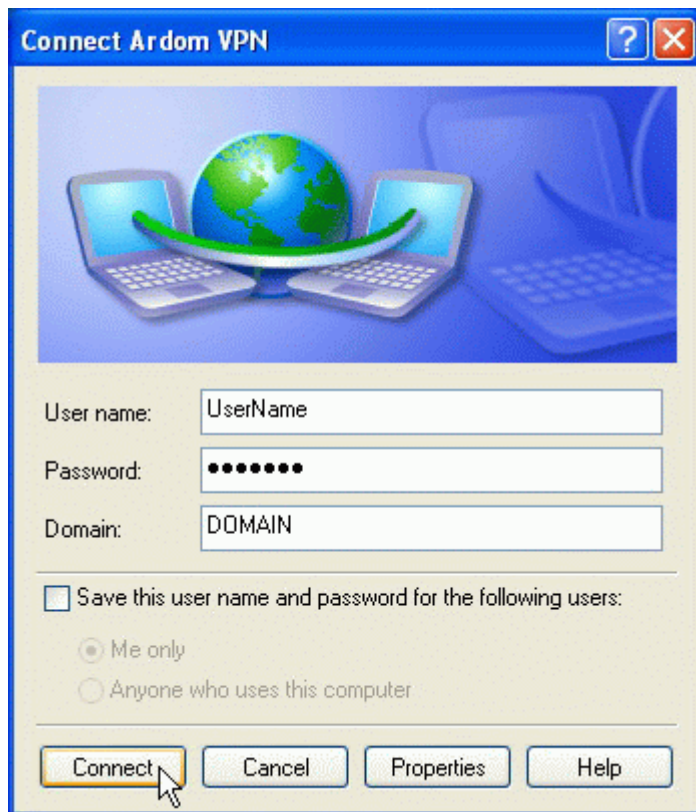 Connect Ardom VPN
User name:
UserName
Password:
•••••••
Domain:
DOMAIN
Save this user name and password for the following users:
Me only
Anyone who uses this computer
Connect
Cancel
Properties
Help